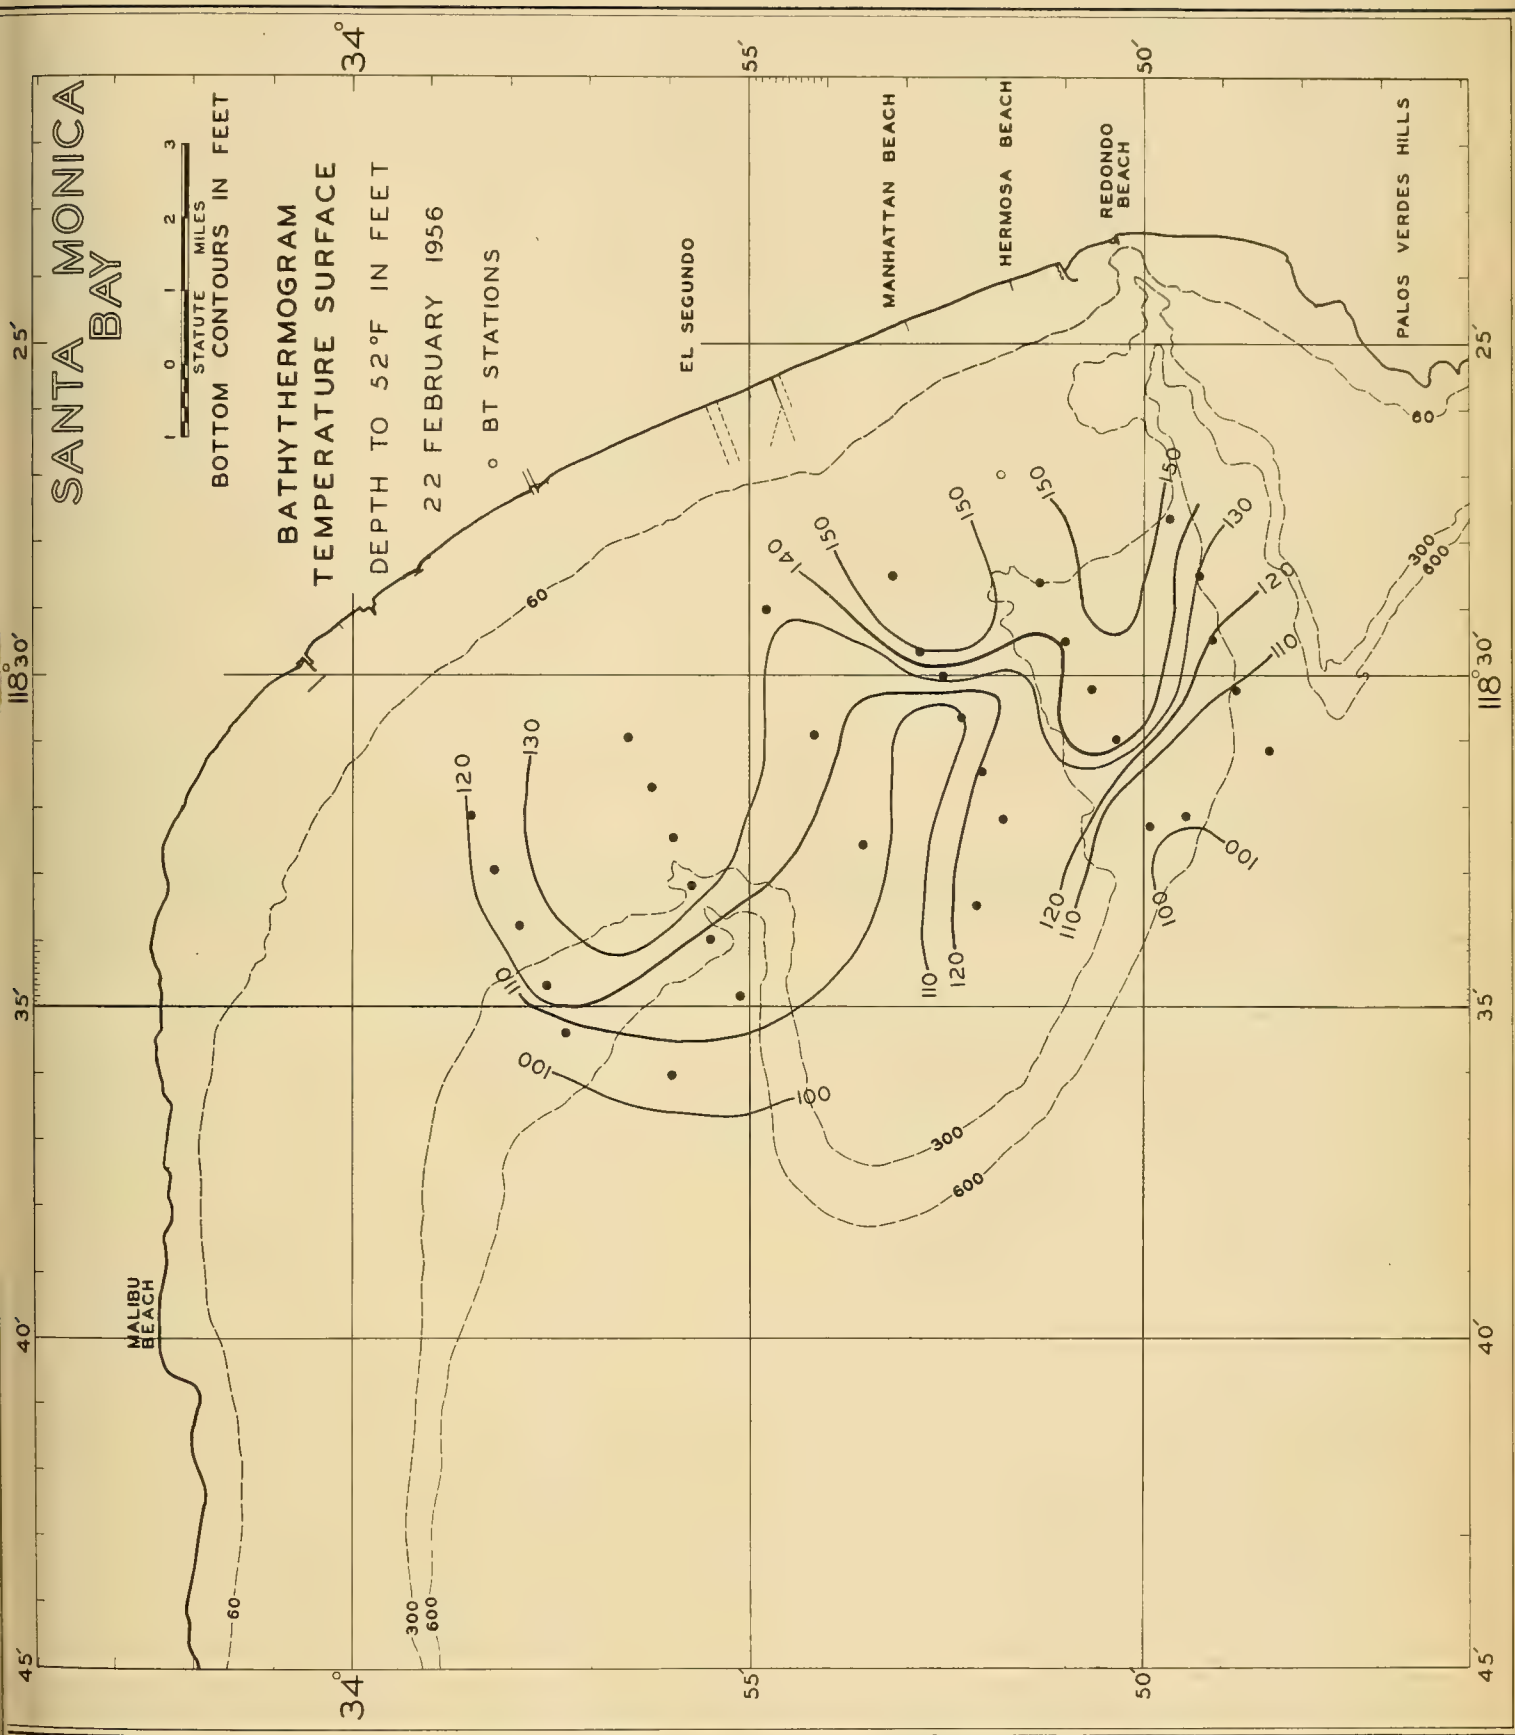 SANTA MONICA
BAY
1 0 1 2 3
STATUTE MILES
BOTTOM CONTOURS IN FEET
BATHYTHERMOGRAM
TEMPERATURE SURFACE
DEPTH TO 52°F IN FEET
22 FEBRUARY 1956
° BT STATIONS
MALIBU
BEACH
EL SEGUNDO
MANHATTAN BEACH
HERMOSA BEACH
REDONDO
BEACH
PALOS VERDES HILLS
45'
40'
35'
118°30'
25'
34°
55'
50'
34°
55'
50'
45'
40'
35'
118°30'
25'
60
300
600
60
120
130
110
100
100
140
150
150
150
150
130
120
110
110
120
120
110
100
100
300
600
300
600
60